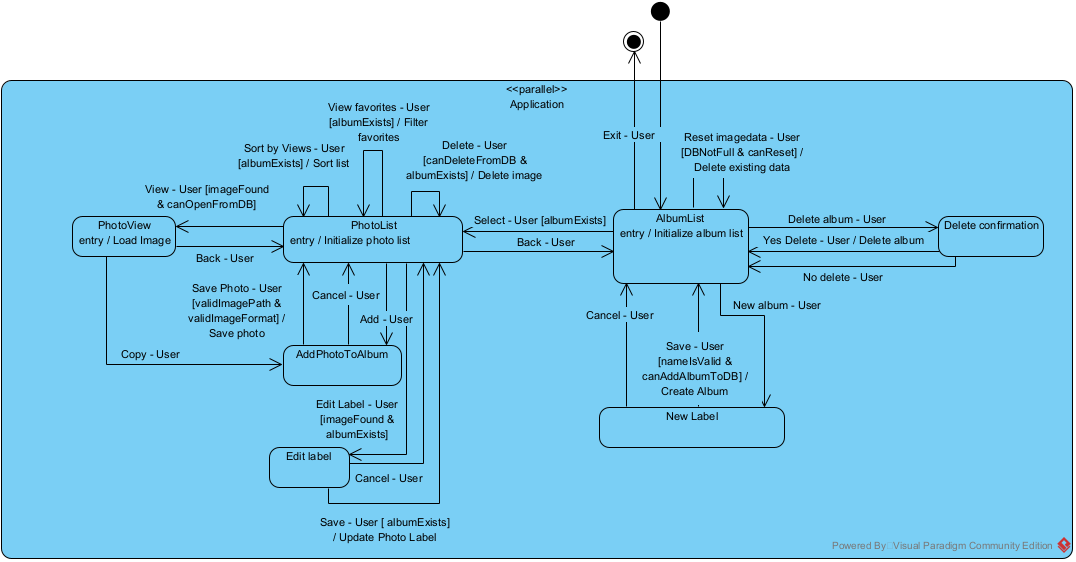 <<parallel>>
Application
View favorites - User
[albumExists] / Filter
favorites
Exit - User
Reset imagedata - User
[DBNotFull & canReset] /
Delete existing data
Sort by Views - User
[albumExists] / Sort list
Delete - User
[canDeleteFromDB &
albumExists] / Delete image
View - User [imageFound
& canOpenFromDB]
PhotoView
entry / Load Image
PhotoList
entry / Initialize photo list
Select - User [albumExists]
Back - User
AlbumList
entry / Initialize album list
Delete album - User
Delete confirmation
Yes Delete - User / Delete album
No delete - User
Back - User
Save Photo - User
[validImagePath &
validImageFormat] /
Save photo
Cancel - User
Add - User
Cancel - User
New album - User
Copy - User
AddPhotoToAlbum
Save - User
[nameIsValid &
canAddAlbumToDB] /
Create Album
Edit Label - User
[imageFound &
albumExists]
New Label
Edit label
Cancel - User
Save - User [ albumExists]
/ Update Photo Label
Powered By Visual Paradigm Community Edition